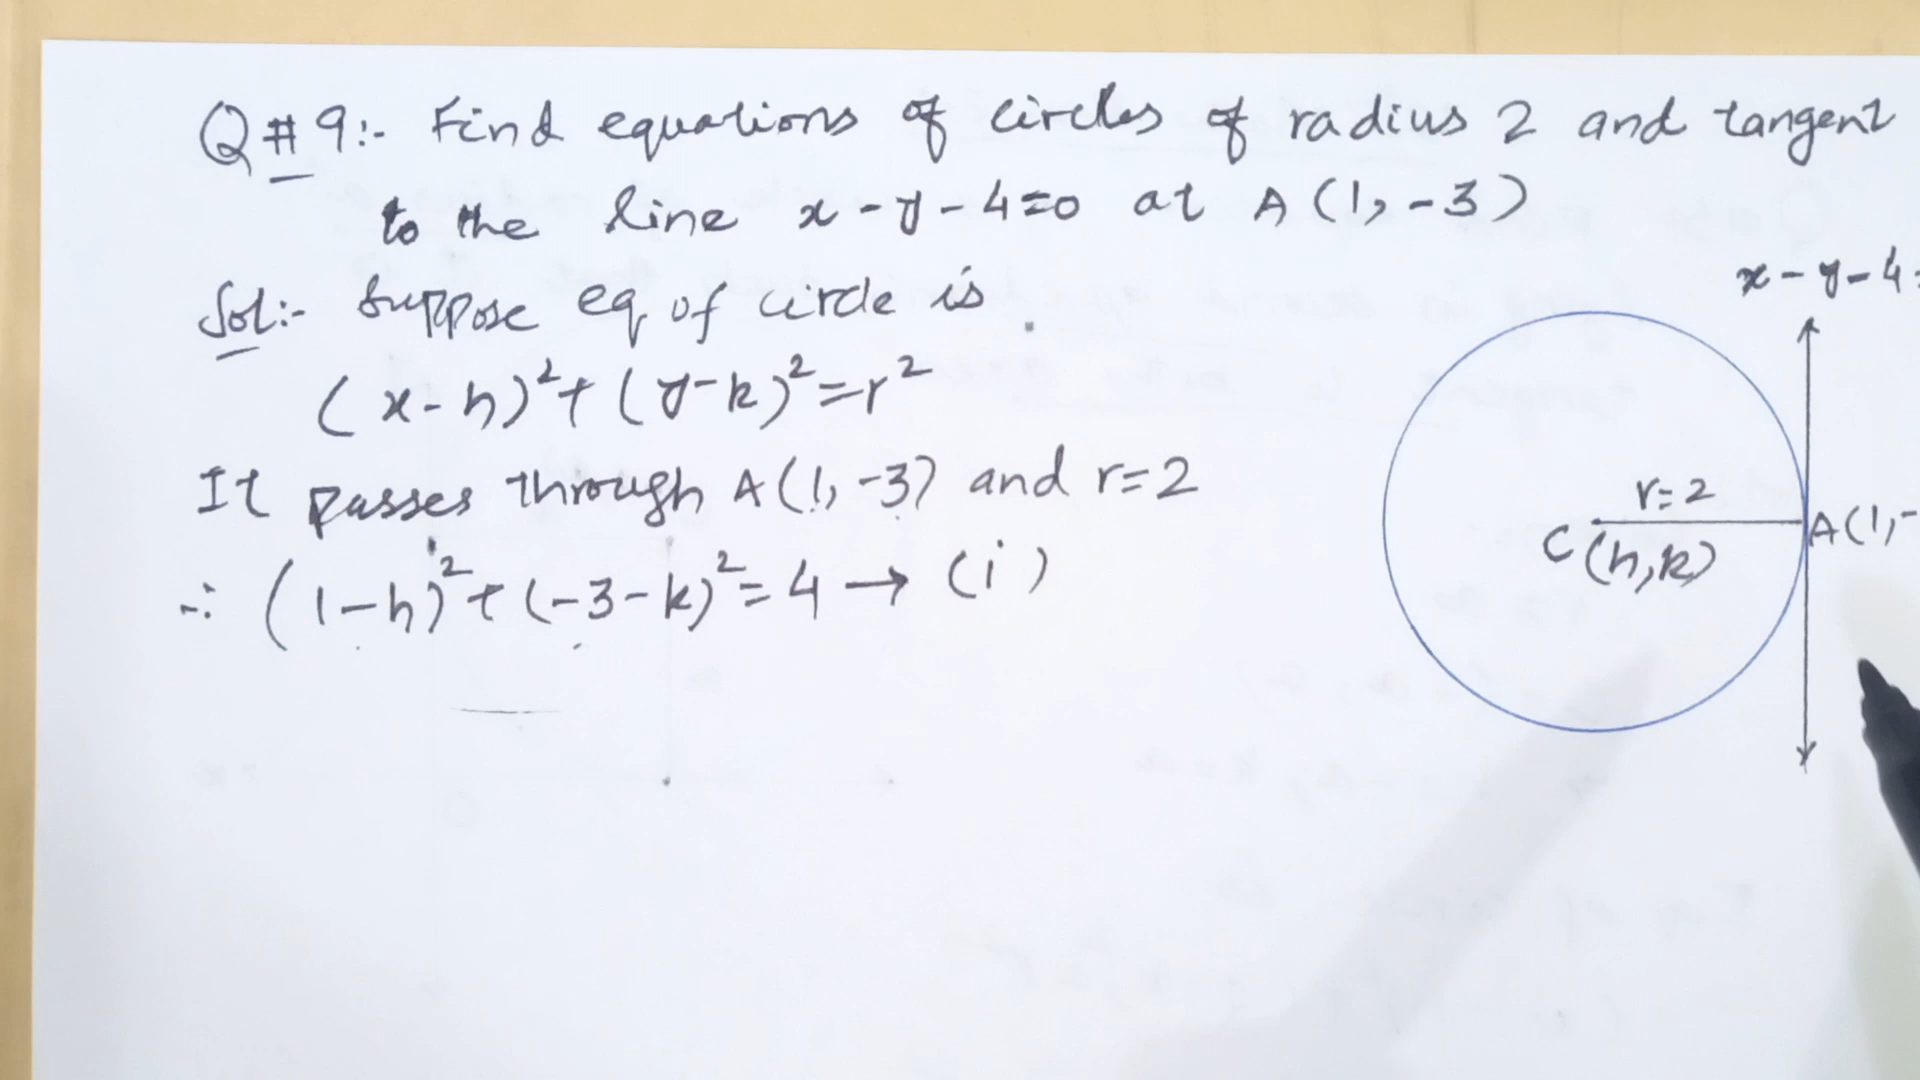 Q#9:- Find equations of circles of radius 2 and tangent
to the line x-y-4=0 at A(1,-3)
Sol:- Suppose eq of circle is
(x-h)²+(y-k)²=r²
It passes through A(1,-3) and r=2
∴ (1-h)²+(-3-k)²=4 → (i)
x-y-4=
r=2
C(h,k)
A(1,-